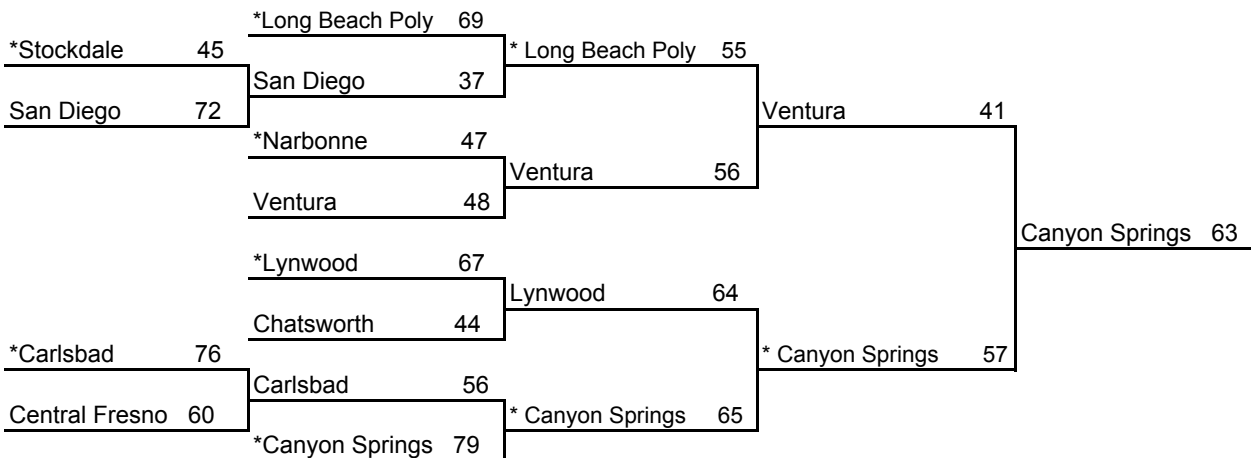 *Long Beach Poly 69
*Stockdale 45
* Long Beach Poly 55
San Diego 37
San Diego 72
Ventura 41
*Narbonne 47
Ventura 56
Ventura 48
Canyon Springs 63
*Lynwood 67
Lynwood 64
Chatsworth 44
*Carlsbad 76
* Canyon Springs 57
Carlsbad 56
Central Fresno 60
* Canyon Springs 65
*Canyon Springs 79